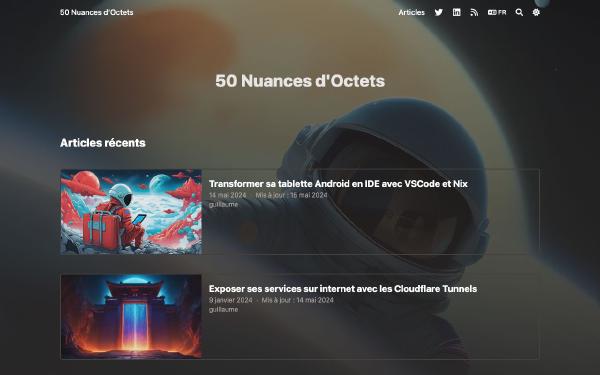 50 Nuances d'Octets
Articles
FR
50 Nuances d'Octets
Articles récents
Transformer sa tablette Android en IDE avec VSCode et Nix
14 mai 2024 · Mis à jour : 15 mai 2024
guillaume
Exposer ses services sur internet avec les Cloudflare Tunnels
9 janvier 2024 · Mis à jour : 14 mai 2024
guillaume